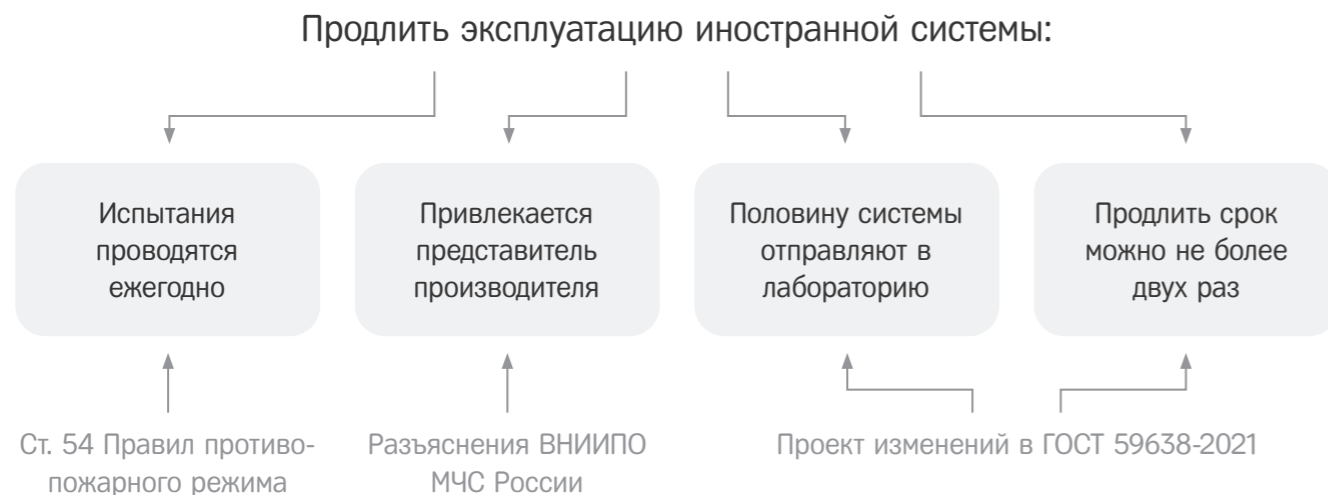 Продлить эксплуатацию иностранной системы:
Испытания
проводятся
ежегодно
Привлекается
представитель
производителя
Половину системы
отправляют в
лабораторию
Продлить срок
можно не более
двух раз
Ст. 54 Правил противо-
пожарного режима
Разъяснения ВНИИПО
МЧС России
Проект изменений в ГОСТ 59638-2021